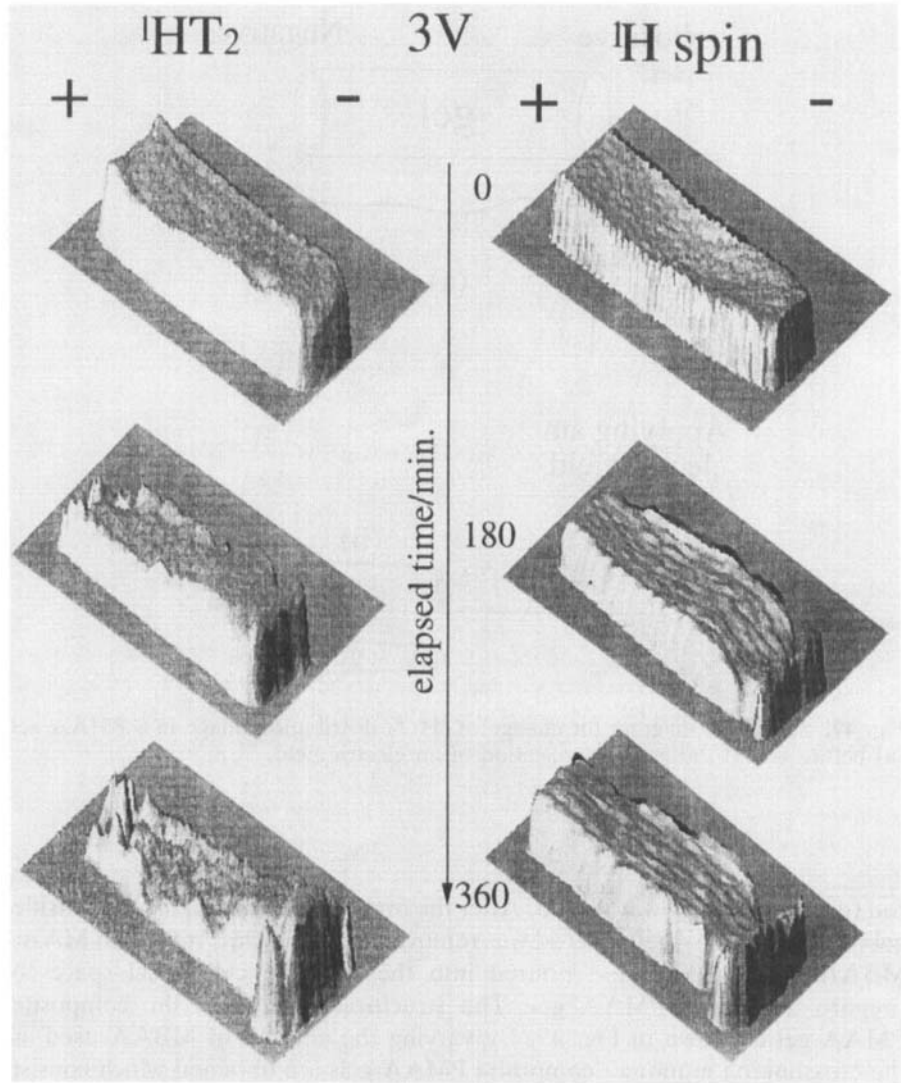 ¹HT₂ 3V ¹H spin
+ - + -
0
elapsed time/min.
180
360